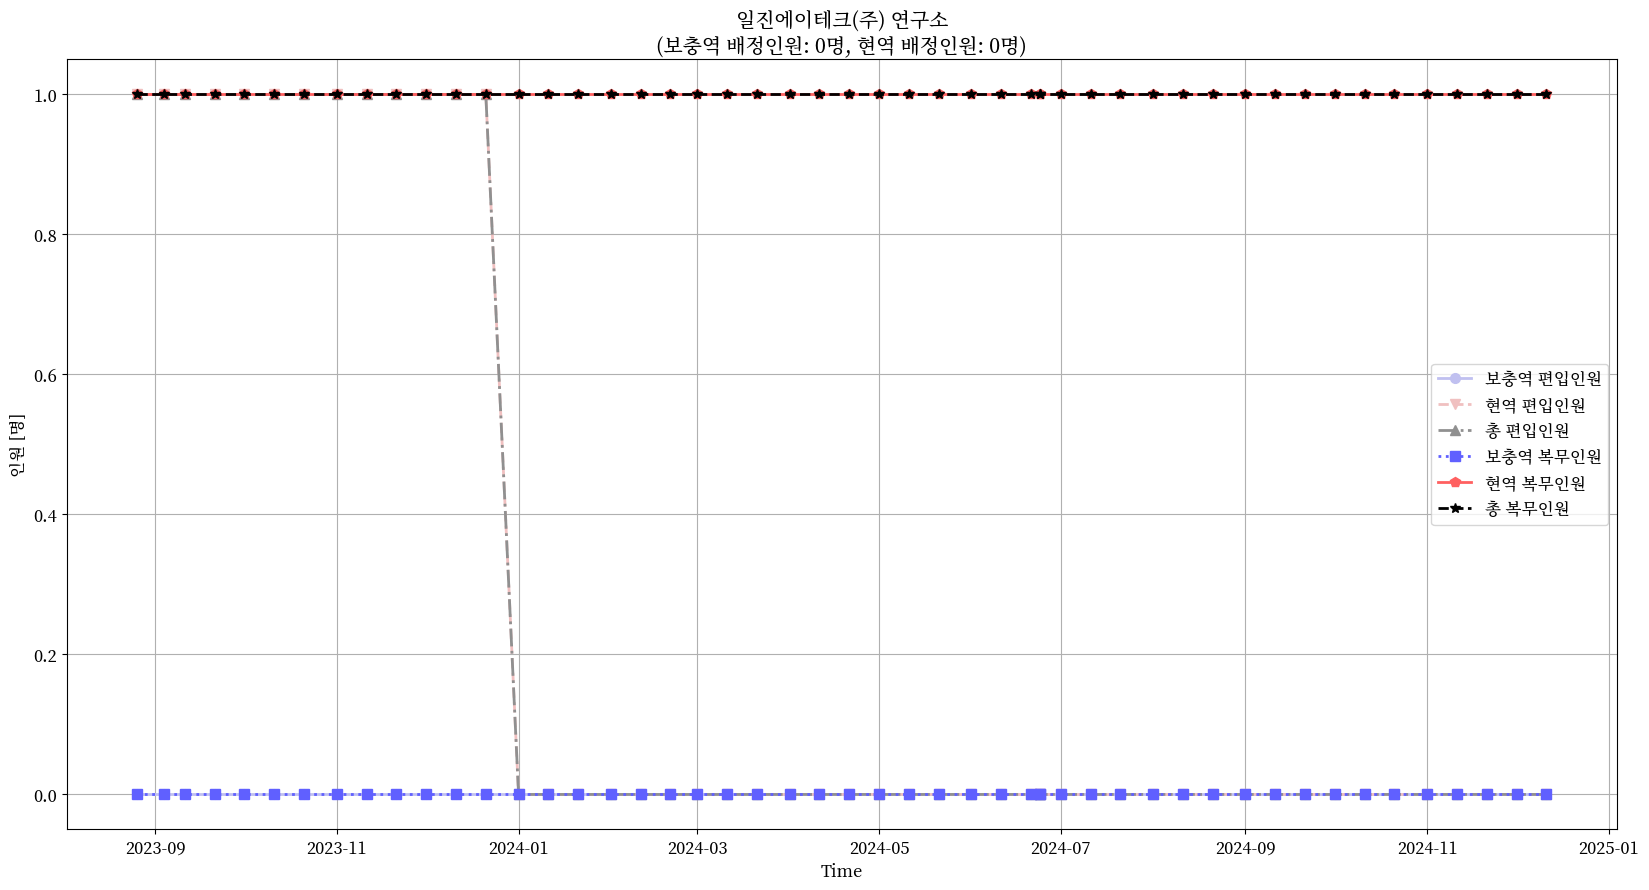 일진에이테크(주) 연구소
(보충역 배정인원: 0명, 현역 배정인원: 0명)
1.0
0.8
0.6
0.4
0.2
0.0
인원 [명]
보충역 편입인원
현역 편입인원
총 편입인원
보충역 복무인원
현역 복무인원
총 복무인원
2023-09
2023-11
2024-01
2024-03
2024-05
2024-07
2024-09
2024-11
2025-01
Time